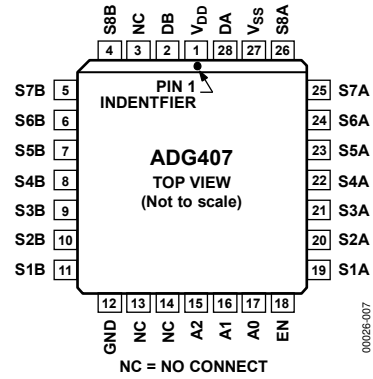 S8B NC DB VDD DA VSS S8A
4 3 2 1 28 27 26
PIN 1
INDENTFIER
S7B 5 25 S7A
S6B 6 24 S6A
S5B 7 23 S5A
S4B 8 22 S4A
S3B 9 21 S3A
S2B 10 20 S2A
S1B 11 19 S1A
ADG407
TOP VIEW
(Not to scale)
12 13 14 15 16 17 18
GND NC NC A2 A1 A0 EN
NC = NO CONNECT
00026-007